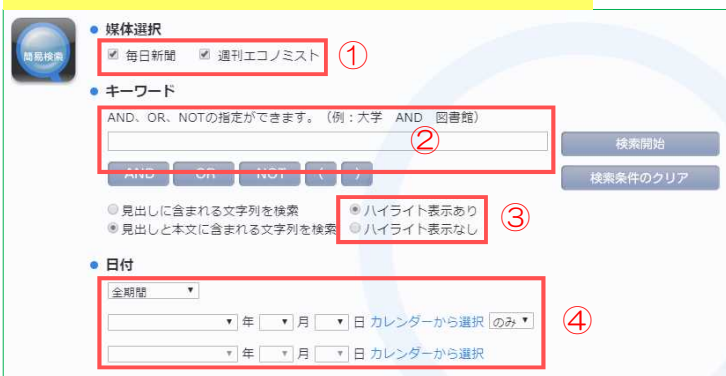 媒体選択
簡易検索
毎日新聞 週刊エコノミスト ①
キーワード
AND、OR、NOTの指定ができます。（例：大学 AND 図書館）
②
検索開始
AND OR NOT ( )
検索条件のクリア
見出しに含まれる文字列を検索 ハイライト表示あり
③
見出しと本文に含まれる文字列を検索 ハイライト表示なし
日付
全期間
年 月 日 カレンダーから選択 のみ ④
年 月 日 カレンダーから選択